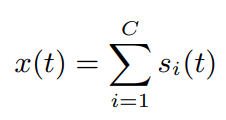 x(t) = \sum_{i=1}^{C} s_i(t)